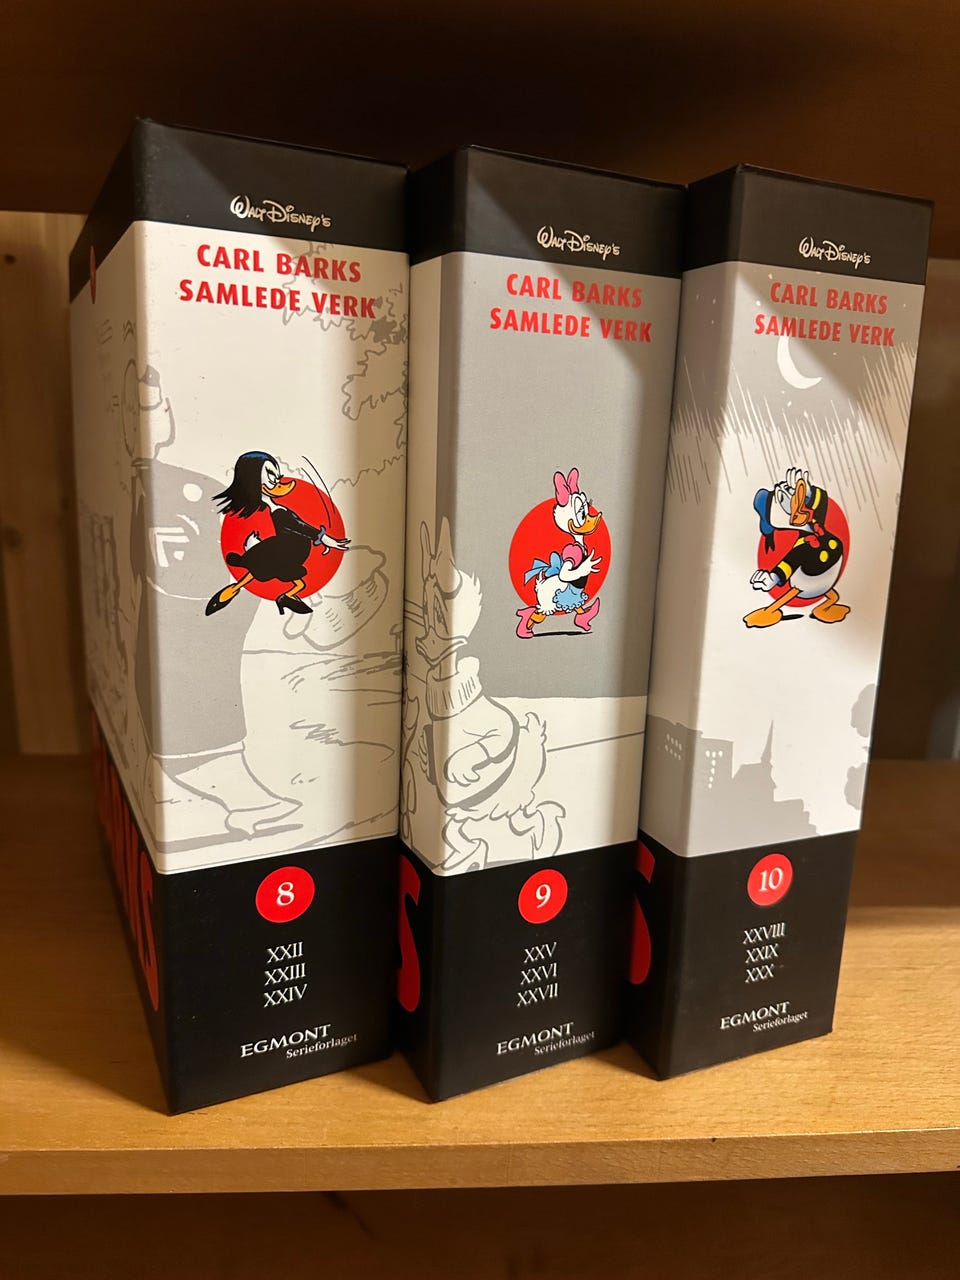 Walt Disney's
CARL BARKS
SAMLEDE VERK
8
XXII
XXIII
XXIV
EGMONT
Serieforlaget
Walt Disney's
CARL BARKS
SAMLEDE VERK
9
XXV
XXVI
XXVII
EGMONT
Serieforlaget
Walt Disney's
CARL BARKS
SAMLEDE VERK
10
XXVIII
XXIX
XXX
EGMONT
Serieforlaget